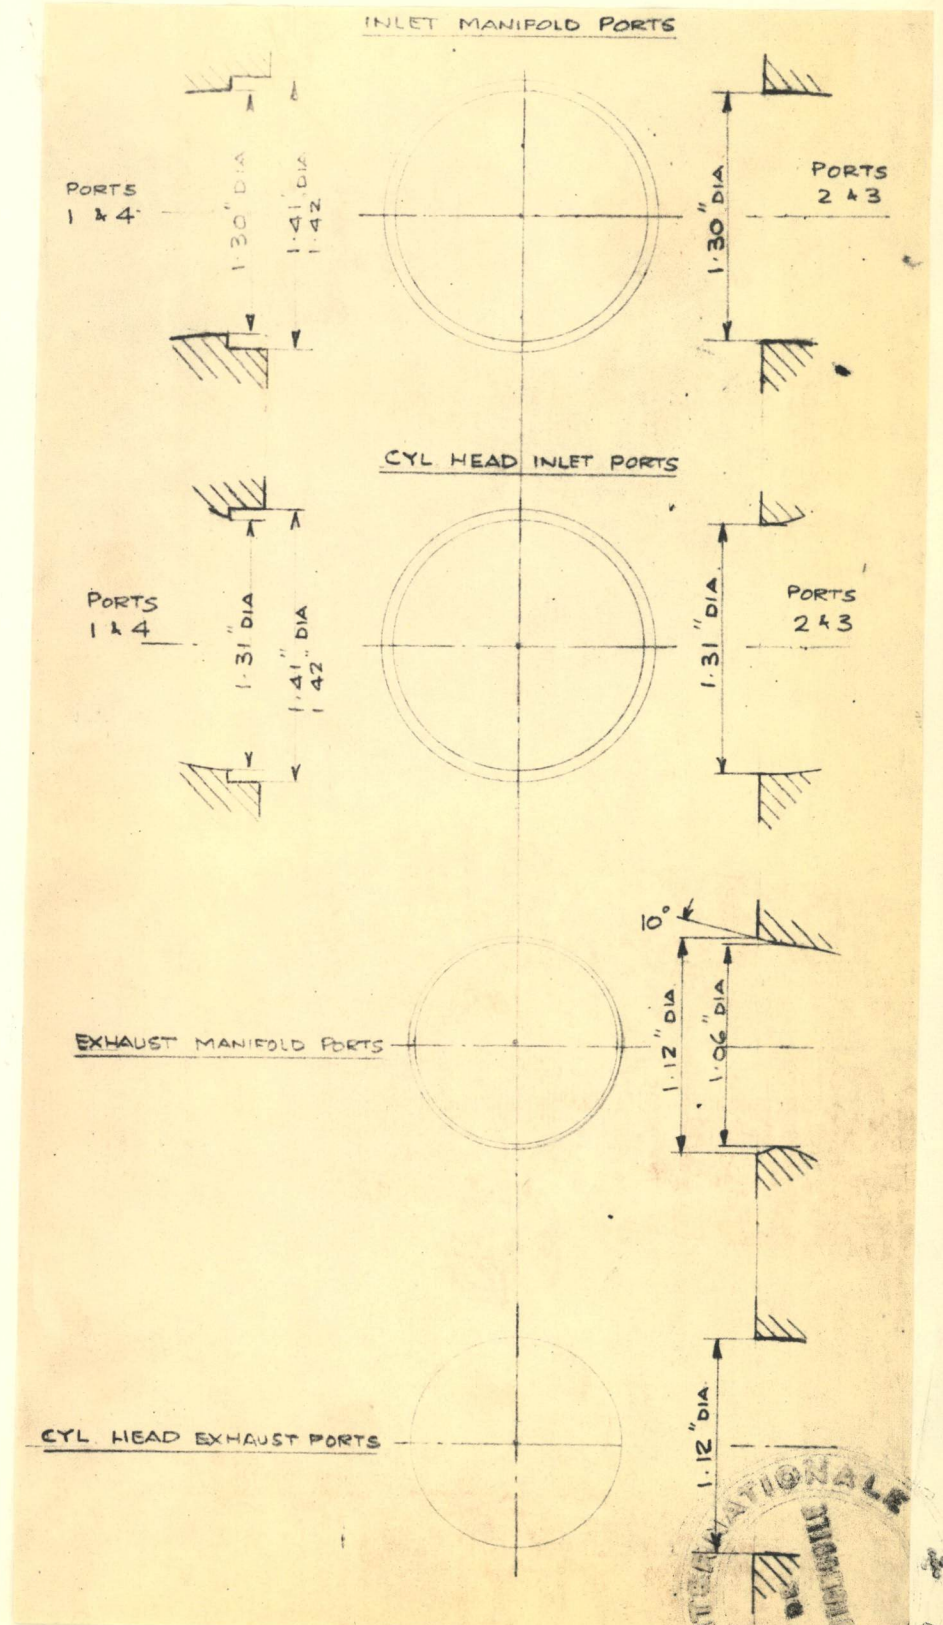 INLET MANIFOLD PORTS
PORTS
1 & 4
1·30" DIA
1·41" DIA
1·42
1·30" DIA
PORTS
2 & 3
CYL HEAD INLET PORTS
PORTS
1 & 4
1·31" DIA
1·41" DIA
1·42"
1·31" DIA
PORTS
2 & 3
10°
EXHAUST MANIFOLD PORTS
1·12" DIA
1·06" DIA
CYL HEAD EXHAUST PORTS
1·12" DIA